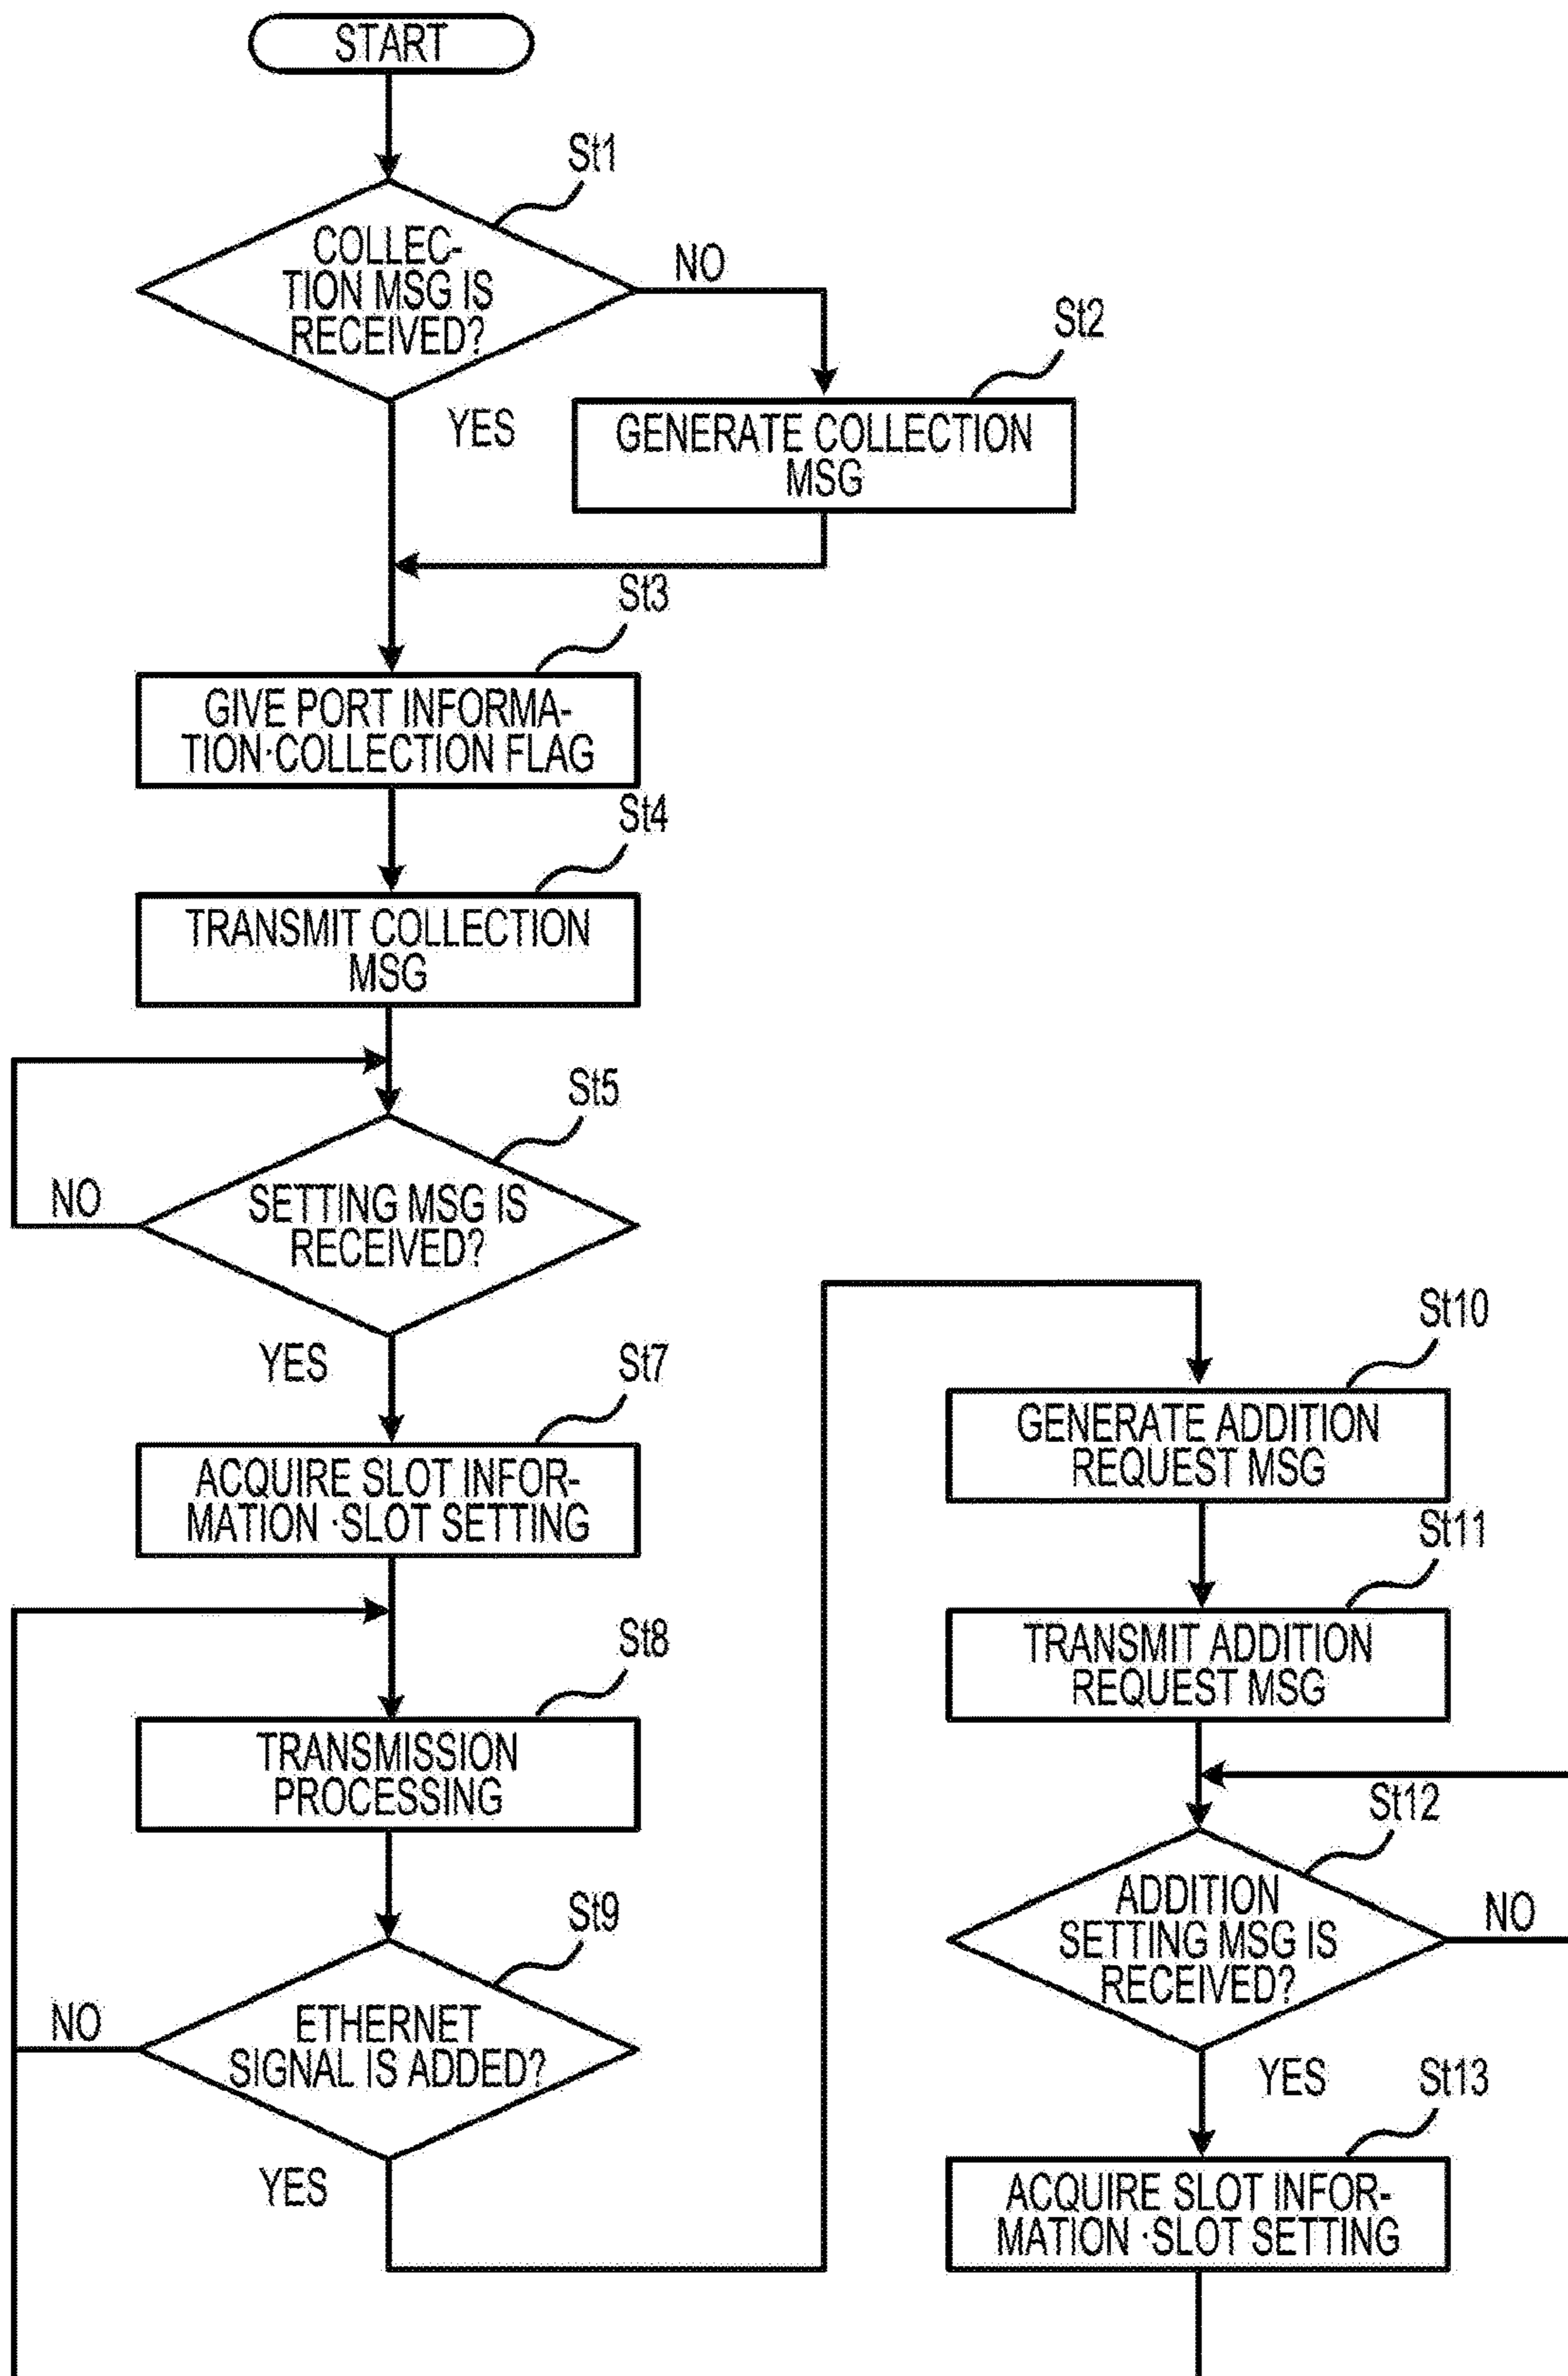 START
St1
COLLEC-
TION MSG IS
RECEIVED?
NO
YES
St2
GENERATE COLLECTION
MSG
St3
GIVE PORT INFORMA-
TION·COLLECTION FLAG
St4
TRANSMIT COLLECTION
MSG
St5
SETTING MSG IS
RECEIVED?
NO
YES
St7
ACQUIRE SLOT INFOR-
MATION ·SLOT SETTING
St8
TRANSMISSION
PROCESSING
St9
ETHERNET
SIGNAL IS ADDED?
NO
YES
St10
GENERATE ADDITION
REQUEST MSG
St11
TRANSMIT ADDITION
REQUEST MSG
St12
ADDITION
SETTING MSG IS
RECEIVED?
NO
YES
St13
ACQUIRE SLOT INFOR-
MATION ·SLOT SETTING